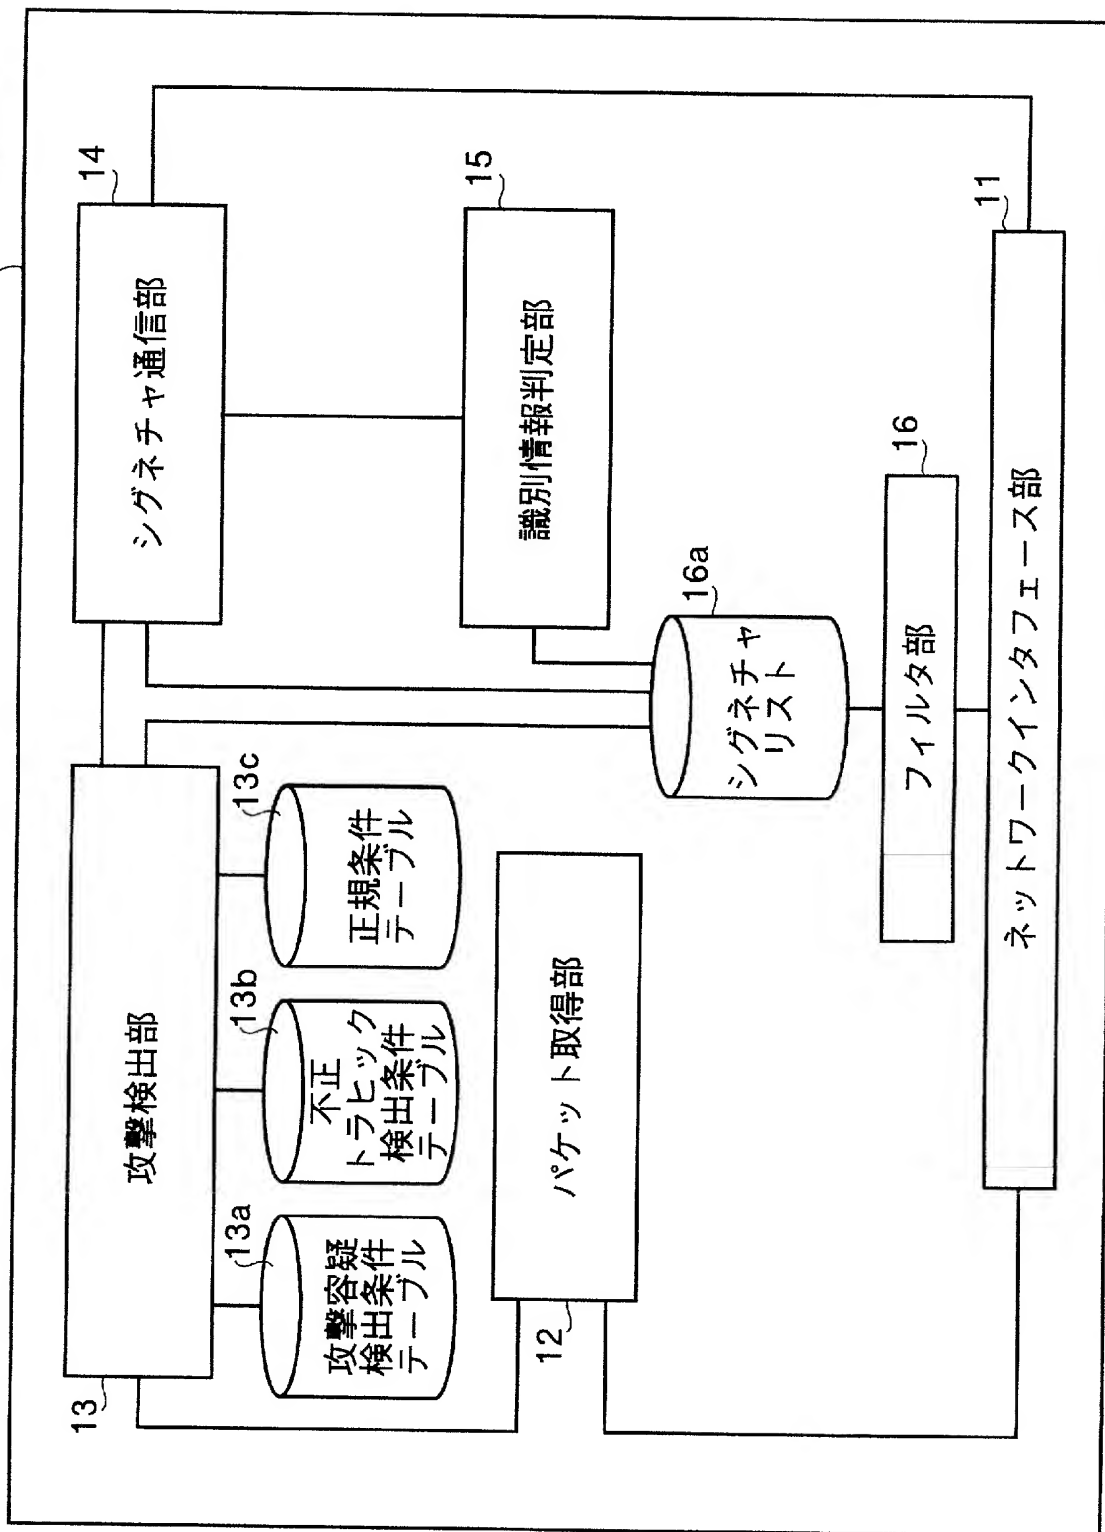 13
攻撃検出部
14
シグネチャ通信部
13a
攻撃容疑
検出条件
テーブル
13b
不正
トラヒック
検出条件
テーブル
13c
正規条件
テーブル
15
識別情報判定部
12
パケット取得部
16a
シグネチャ
リスト
16
フィルタ部
11
ネットワークインタフェース部